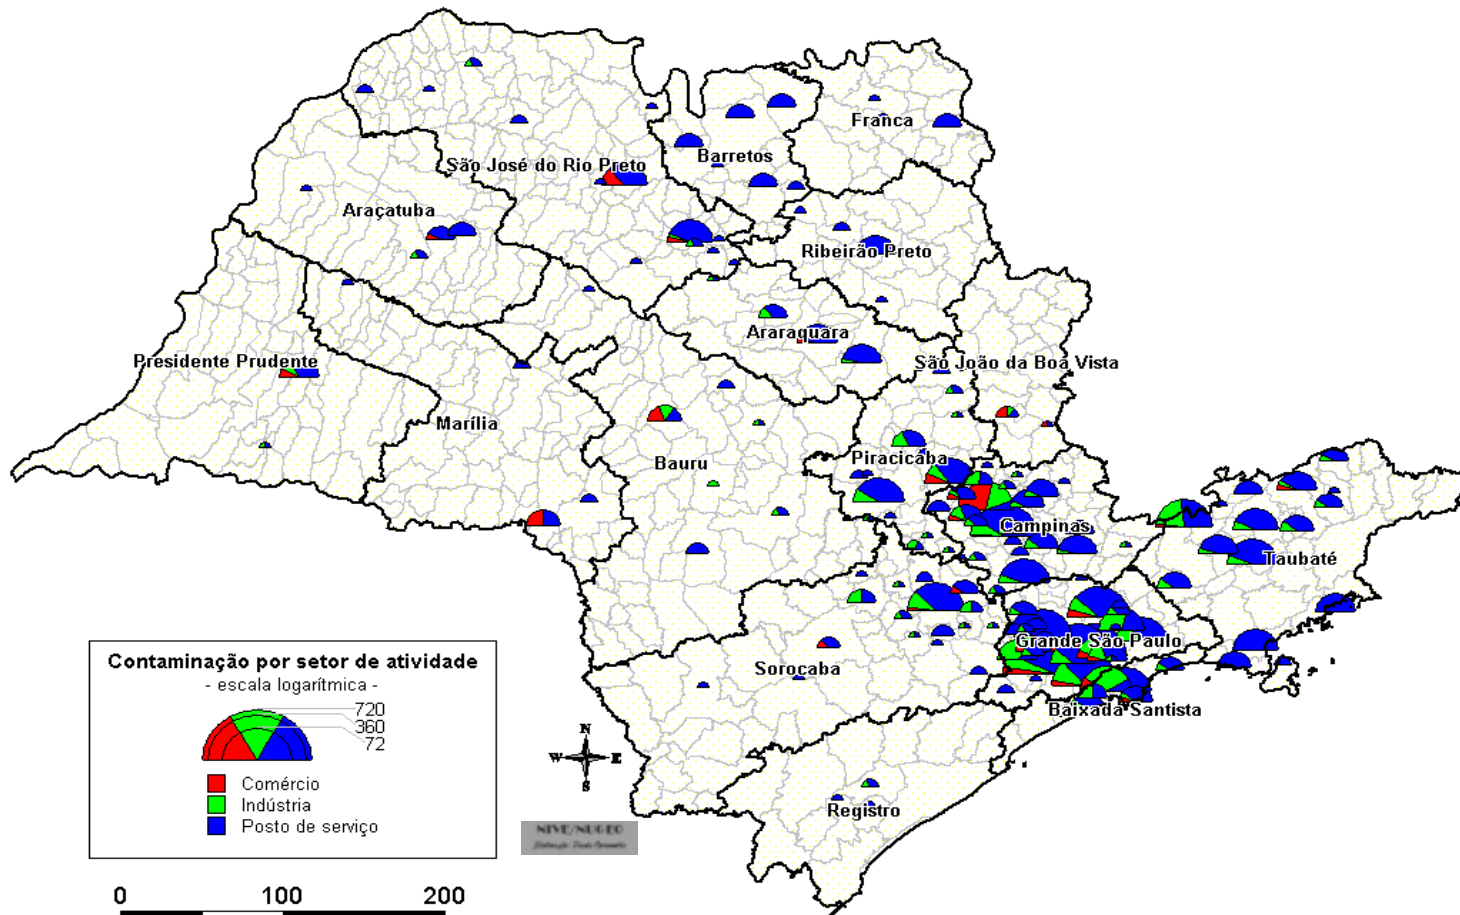 Franca
Barretos
São José do Rio Preto
Araçatuba
Ribeirão Preto
Araraquara
Presidente Prudente
São João da Boa Vista
Marília
Piracicaba
Bauru
Campinas
Taubaté
Grande São Paulo
Sorocaba
Baixada Santista
Registro
Contaminação por setor de atividade
- escala logarítmica -
720
360
72
Comércio
Indústria
Posto de serviço
N
W E
S
NIVE/NUGEO
0 100 200